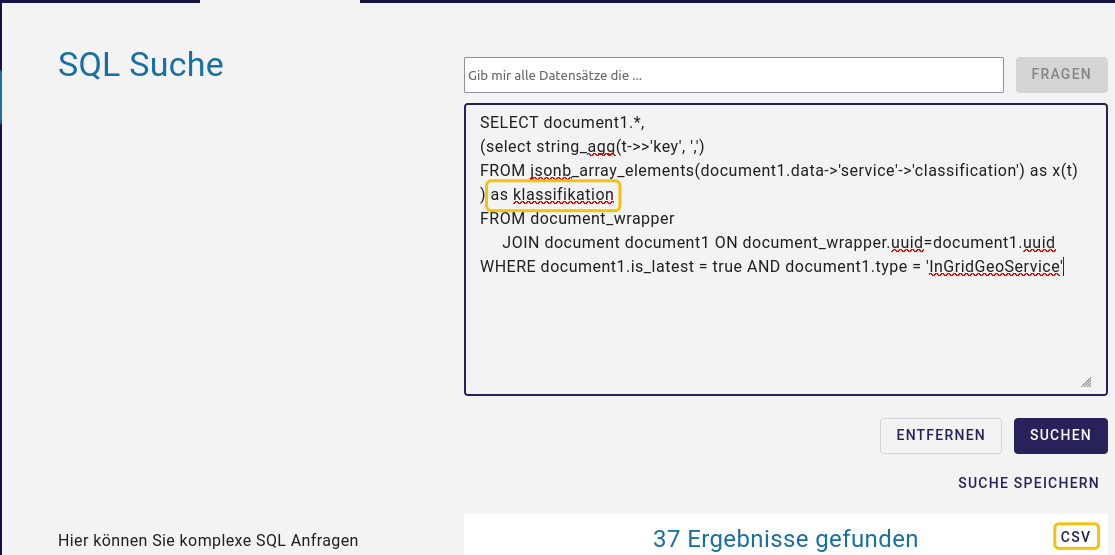 SQL Suche
Gib mir alle Datensätze die ...
FRAGEN
SELECT document1.*,
(select string_agg(t->>'key', ',')
FROM jsonb_array_elements(document1.data->'service'->'classification') as x(t)
) as klassifikation
FROM document_wrapper
JOIN document document1 ON document_wrapper.uuid=document1.uuid
WHERE document1.is_latest = true AND document1.type = 'InGridGeoService'
ENTFERNEN
SUCHEN
SUCHE SPEICHERN
Hier können Sie komplexe SQL Anfragen
37 Ergebnisse gefunden
CSV